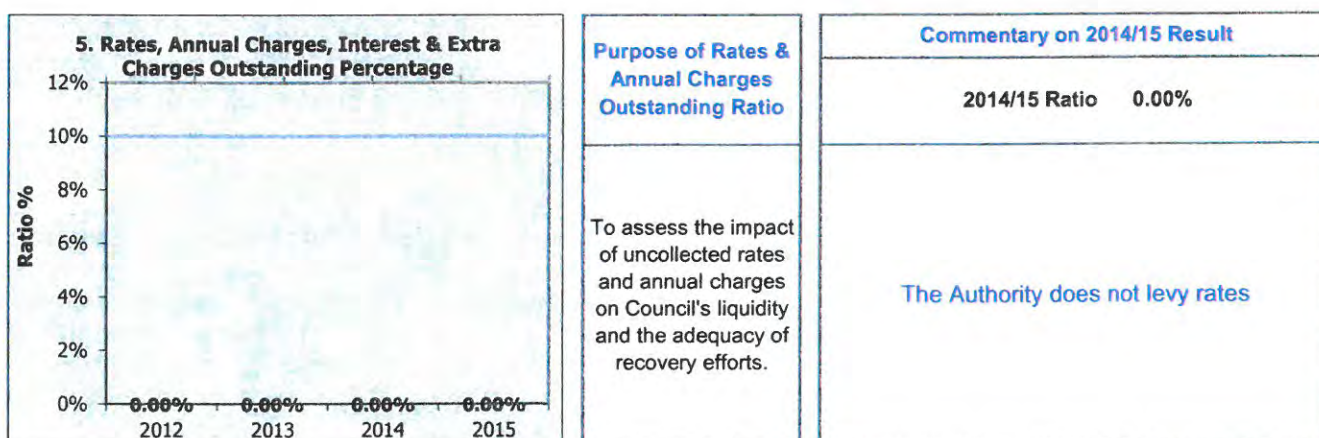 5. Rates, Annual Charges, Interest & Extra
Charges Outstanding Percentage
12%
10%
8%
6%
4%
2%
0%
Ratio %
0.00%
0.00%
0.00%
0.00%
2012
2013
2014
2015
Purpose of Rates &
Annual Charges
Outstanding Ratio
To assess the impact
of uncollected rates
and annual charges
on Council's liquidity
and the adequacy of
recovery efforts.
Commentary on 2014/15 Result
2014/15 Ratio 0.00%
The Authority does not levy rates